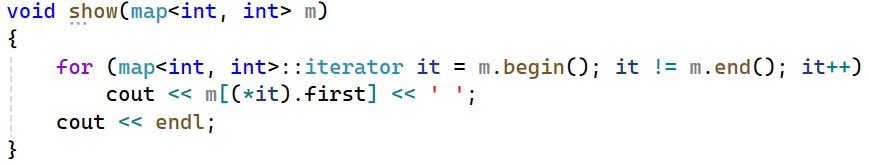 void show(map<int, int> m)
{
    for (map<int, int>::iterator it = m.begin(); it != m.end(); it++)
        cout << m[(*it).first] << ' ';
    cout << endl;
}